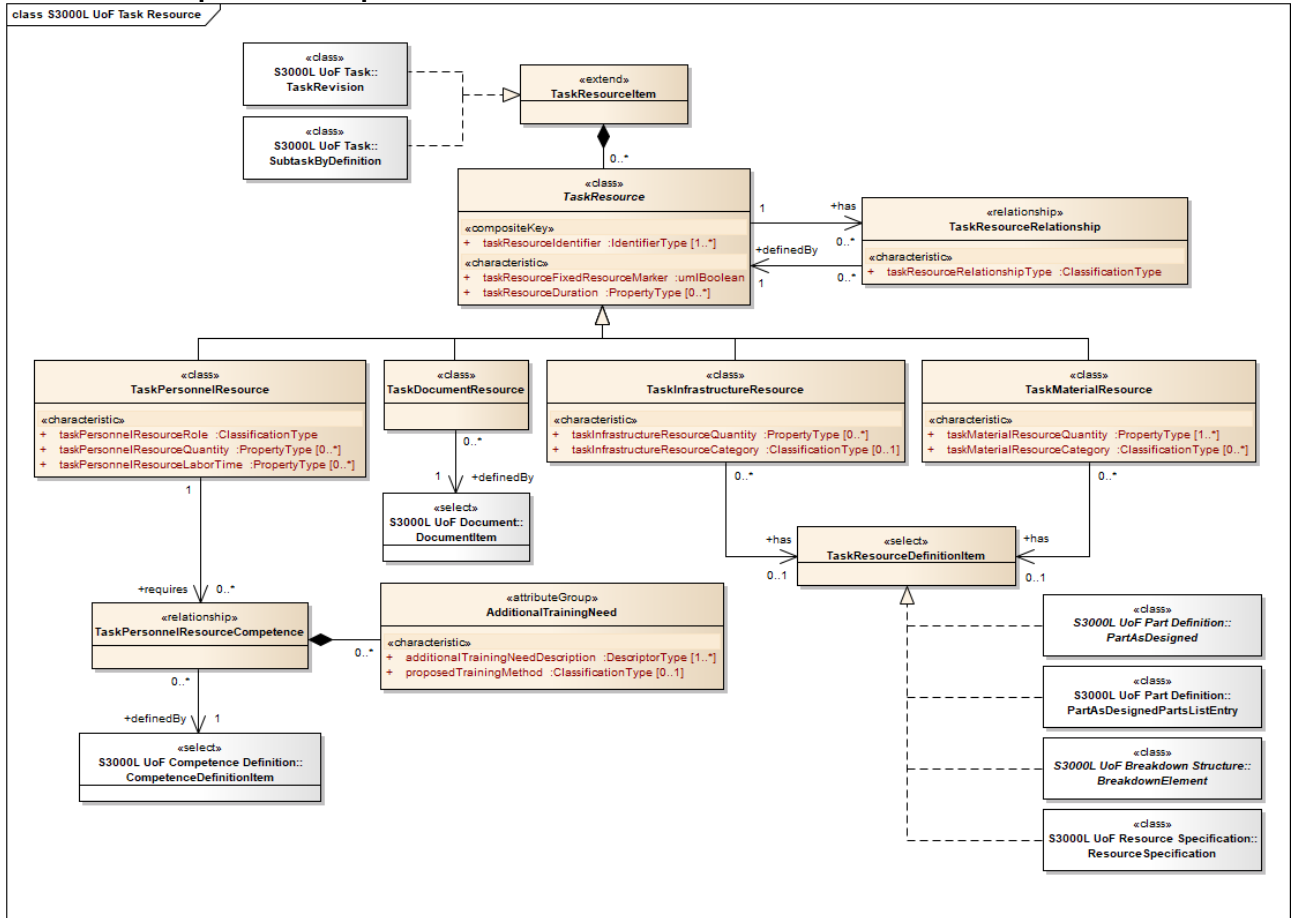 class S3000L UoF Task Resource
«class»
S3000L UoF Task::
TaskRevision
«extend»
TaskResourceItem
«class»
S3000L UoF Task::
SubtaskByDefinition
0..*
«class»
TaskResource
«compositeKey»
+ taskResourceIdentifier :IdentifierType [1..*]
«characteristic»
+ taskResourceFixedResourceMarker :umlBoolean
+ taskResourceDuration :PropertyType [0..*]
1
+has
0..*
+definedBy
1
0..*
«relationship»
TaskResourceRelationship
«characteristic»
+ taskResourceRelationshipType :ClassificationType
«class»
TaskPersonnelResource
«characteristic»
+ taskPersonnelResourceRole :ClassificationType
+ taskPersonnelResourceQuantity :PropertyType [0..*]
+ taskPersonnelResourceLaborTime :PropertyType [0..*]
«class»
TaskDocumentResource
«class»
TaskInfrastructureResource
«characteristic»
+ taskInfrastructureResourceQuantity :PropertyType [0..*]
+ taskInfrastructureResourceCategory :ClassificationType [0..1]
«class»
TaskMaterialResource
«characteristic»
+ taskMaterialResourceQuantity :PropertyType [1..*]
+ taskMaterialResourceCategory :ClassificationType [0..*]
0..*
1
+definedBy
«select»
S3000L UoF Document::
DocumentItem
1
+requires
0..*
0..*
+has
0..1
0..*
+has
0..1
«select»
TaskResourceDefinitionItem
«relationship»
TaskPersonnelResourceCompetence
0..*
«attributeGroup»
AdditionalTrainingNeed
«characteristic»
+ additionalTrainingNeedDescription :DescriptorType [1..*]
+ proposedTrainingMethod :ClassificationType [0..1]
0..*
+definedBy
1
«select»
S3000L UoF Competence Definition::
CompetenceDefinitionItem
«class»
S3000L UoF Part Definition::
PartAsDesigned
«class»
S3000L UoF Part Definition::
PartAsDesignedPartsListEntry
«class»
S3000L UoF Breakdown Structure::
BreakdownElement
«class»
S3000L UoF Resource Specification::
ResourceSpecification